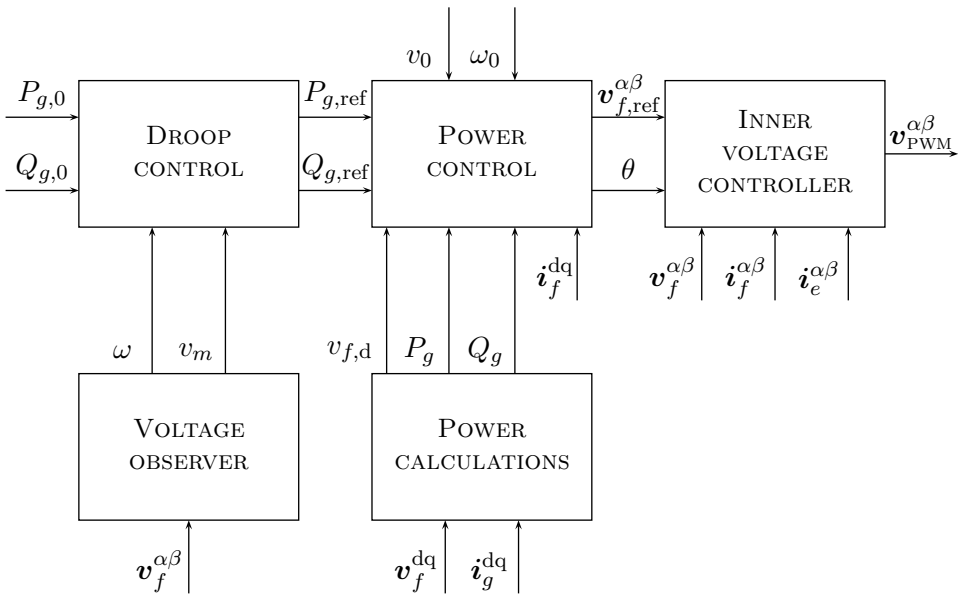 v_0 ω_0
P_{g,0} P_{g,ref} v_{f,ref}^{αβ}
DROOP
CONTROL
POWER
CONTROL
INNER
VOLTAGE
CONTROLLER
v_{PWM}^{αβ}
Q_{g,0} Q_{g,ref} θ
i_f^{dq} v_f^{αβ} i_f^{αβ} i_e^{αβ}
ω v_m v_{f,d} P_g Q_g
VOLTAGE
OBSERVER
POWER
CALCULATIONS
v_f^{αβ} v_f^{dq} i_g^{dq}